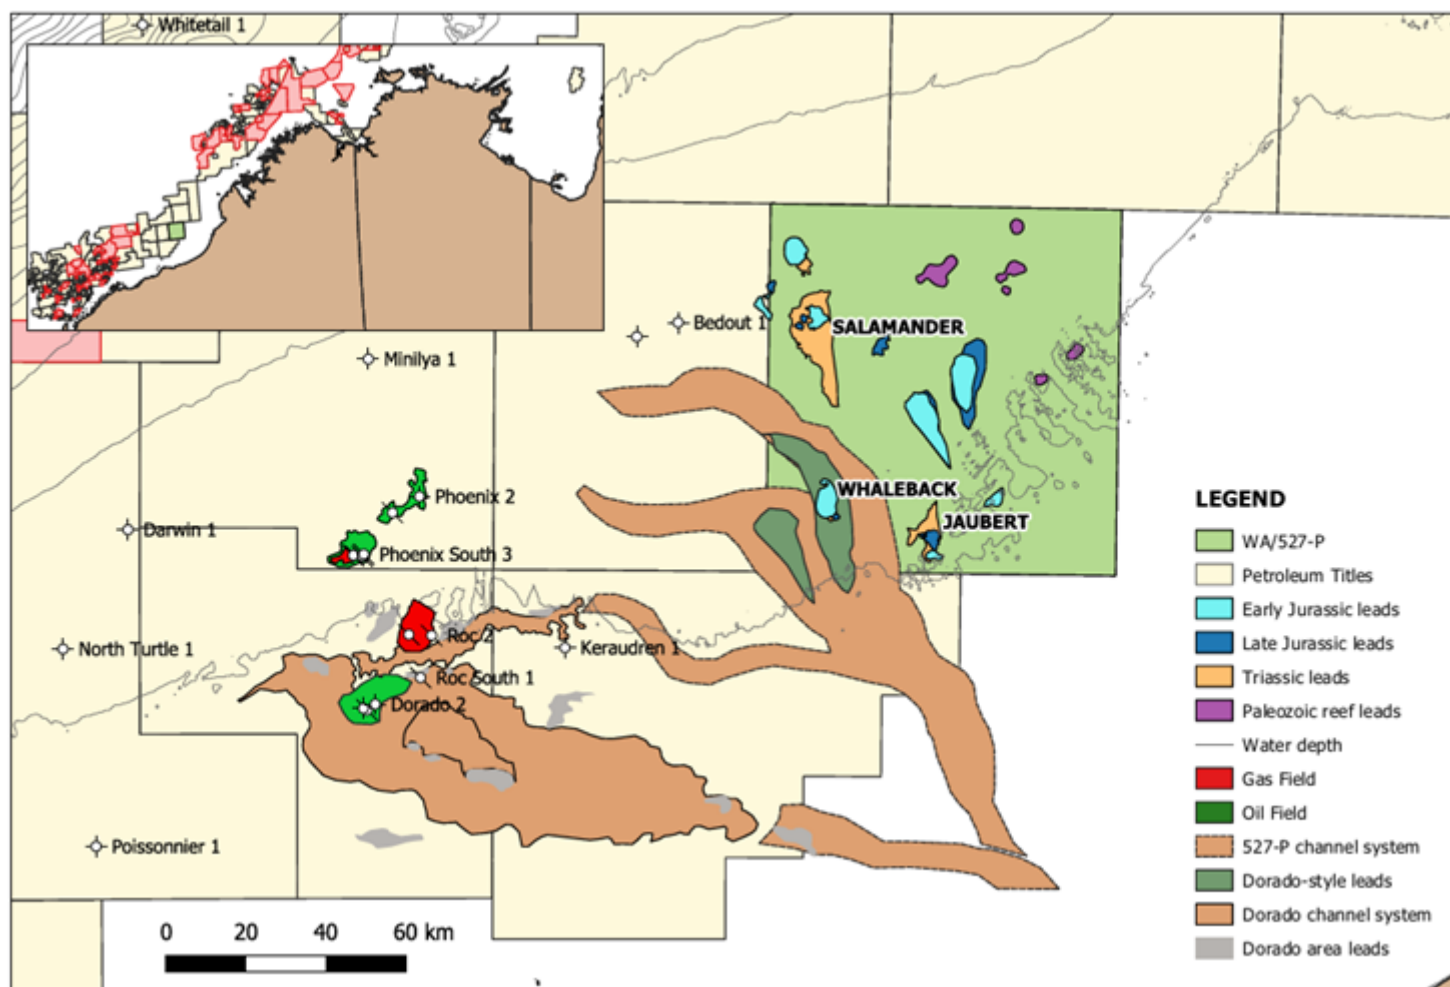 Whitetail 1
Bedout 1
SALAMANDER
Minilya 1
Phoenix 2
WHALEBACK
LEGEND
JAUBERT
Darwin 1
Phoenix South 3
WA/527-P
Petroleum Titles
Early Jurassic leads
Roc 2
North Turtle 1
Keraudren 1
Late Jurassic leads
Roc South 1
Triassic leads
Dorado 2
Paleozoic reef leads
Water depth
Gas Field
Oil Field
Poissonnier 1
527-P channel system
Dorado-style leads
Dorado channel system
0 20 40 60 km
Dorado area leads